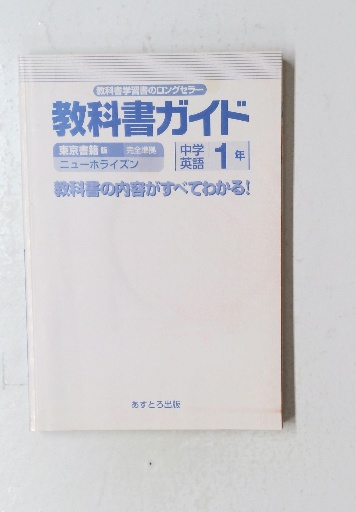 教科書学習書のロングセラー
教科書ガイド
東京書籍 版 完全準拠
ニューホライズン
中学英語 1年
教科書の内容がすべてわかる!
あすとろ出版